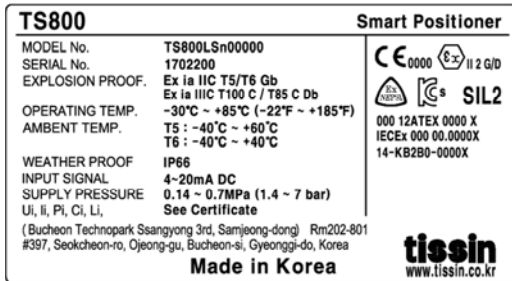 TS800 Smart Positioner
MODEL No. TS800LSn00000
SERIAL No. 1702200
EXPLOSION PROOF. Ex ia IIC T5/T6 Gb
Ex ia IIIC T100 C / T85 C Db
OPERATING TEMP. -30℃ ~ +85℃ (-22℉ ~ +185℉)
AMBENT TEMP. T5 : -40℃ ~ +60℃
T6 : -40℃ ~ +40℃
WEATHER PROOF IP66
INPUT SIGNAL 4~20mA DC
SUPPLY PRESSURE 0.14 ~ 0.7MPa (1.4 ~ 7 bar)
Ui, Ii, Pi, Ci, Li, See Certificate
( Bucheon Technopark Ssangyong 3rd, Samjeong-dong) Rm202-801
#397, Seokcheon-ro, Ojeong-gu, Bucheon-si, Gyeonggi-do, Korea
Made in Korea
CE0000 Ex II 2 G/D
Ex NEPSI KCs SIL2
000 12ATEX 0000 X
IECEx 000 00.0000X
14-KB2B0-0000X
tissin
www.tissin.co.kr